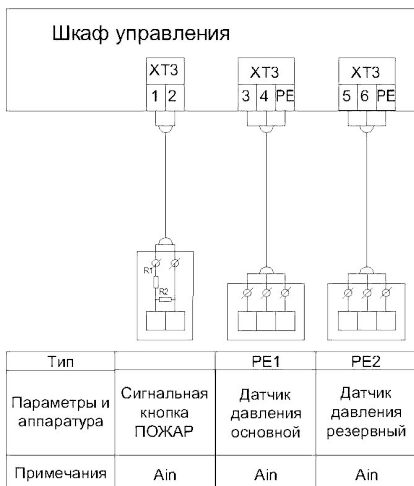 Шкаф управления
XT3
XT3
XT3
1 2
3 4 PE
5 6 PE
R1
R2
Тип
PE1
PE2
Параметры и аппаратура
Сигнальная кнопка ПОЖАР
Датчик давления основной
Датчик давления резервный
Примечания
Ain
Ain
Ain